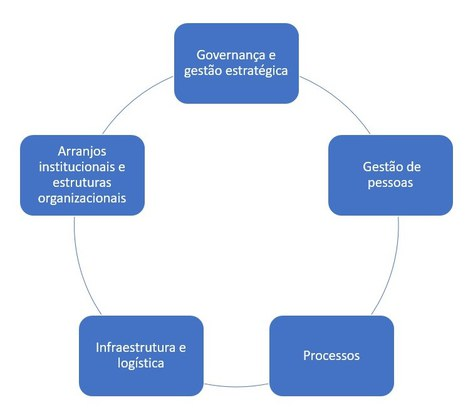 Governança e
gestão estratégica
Gestão de
pessoas
Processos
Infraestrutura e
logística
Arranjos
institucionais e
estruturas
organizacionais